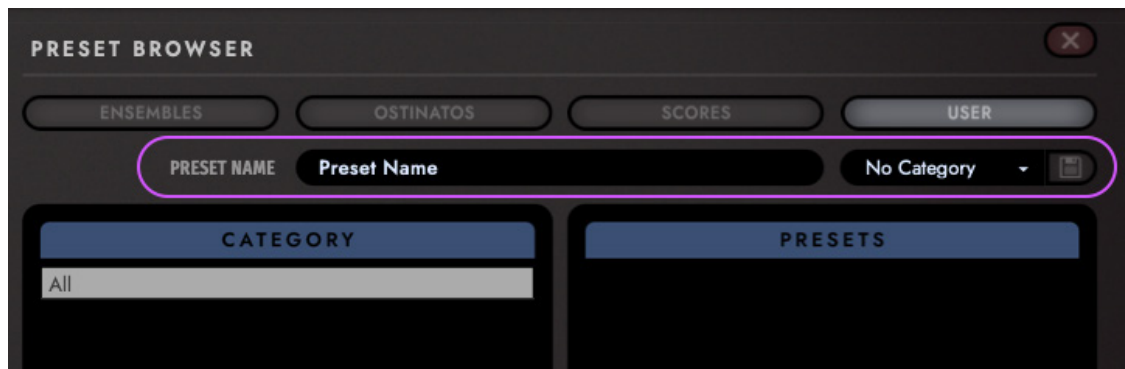 PRESET BROWSER
ENSEMBLES OSTINATOS SCORES USER
PRESET NAME Preset Name No Category
CATEGORY PRESETS
All